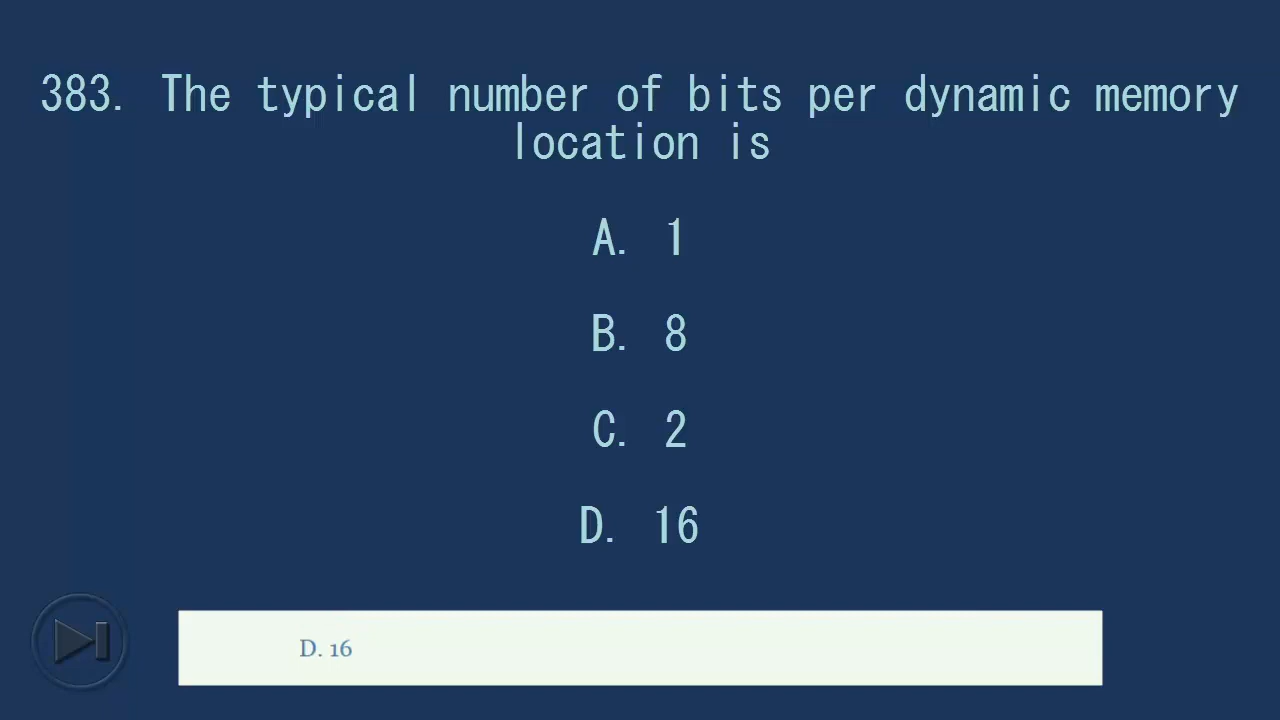 383. The typical number of bits per dynamic memory
location is
A. 1
B. 8
C. 2
D. 16
D. 16